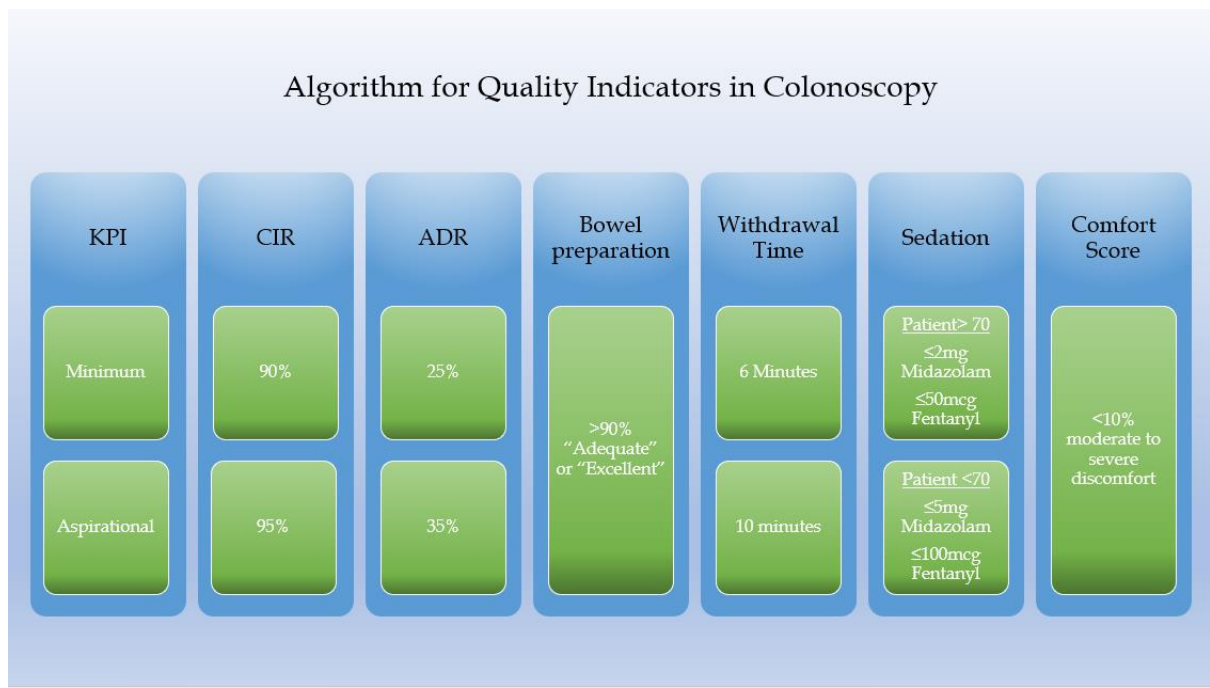 Algorithm for Quality Indicators in Colonoscopy
KPI
Minimum
Aspirational
CIR
90%
95%
ADR
25%
35%
Bowel
preparation
>90%
“Adequate”
or “Excellent”
Withdrawal
Time
6 Minutes
10 minutes
Sedation
Patient> 70
≤2mg
Midazolam
≤50mcg
Fentanyl
Patient <70
≤5mg
Midazolam
≤100mcg
Fentanyl
Comfort
Score
<10%
moderate to
severe
discomfort